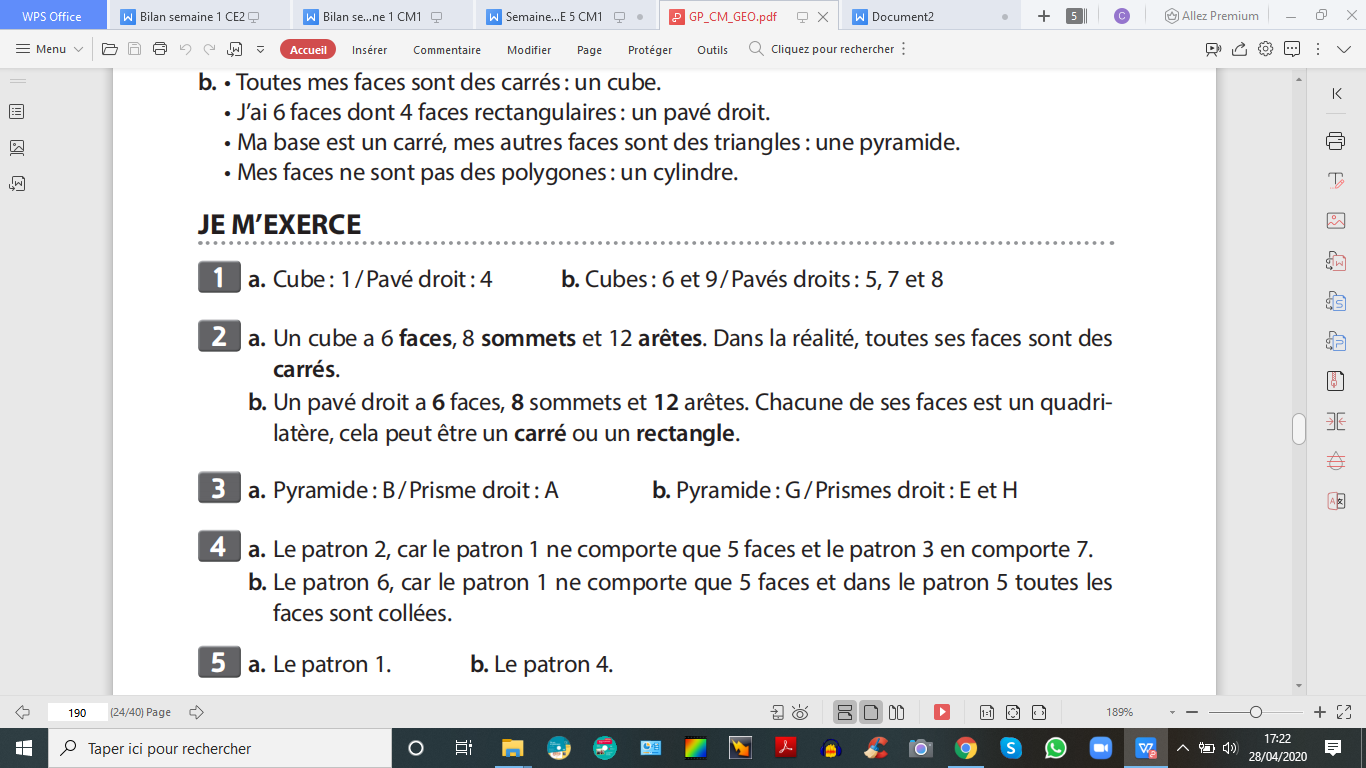 WPS Office
Bilan semaine 1 CE2
Bilan se...ne 1 CM1
Semaine...E 5 CM1
GP_CM_GEO.pdf
Document2
5
C
Allez Premium
Menu
Accueil
Insérer
Commentaire
Modifier
Page
Protéger
Outils
Cliquez pour rechercher
b. • Toutes mes faces sont des carrés : un cube.
• J’ai 6 faces dont 4 faces rectangulaires : un pavé droit.
• Ma base est un carré, mes autres faces sont des triangles : une pyramide.
• Mes faces ne sont pas des polygones : un cylindre.
JE M’EXERCE
1 a. Cube : 1 / Pavé droit : 4 b. Cubes : 6 et 9 / Pavés droits : 5, 7 et 8
2 a. Un cube a 6 faces, 8 sommets et 12 arêtes. Dans la réalité, toutes ses faces sont des
carrés.
b. Un pavé droit a 6 faces, 8 sommets et 12 arêtes. Chacune de ses faces est un quadri-
latère, cela peut être un carré ou un rectangle.
3 a. Pyramide : B / Prisme droit : A b. Pyramide : G / Prismes droit : E et H
4 a. Le patron 2, car le patron 1 ne comporte que 5 faces et le patron 3 en comporte 7.
b. Le patron 6, car le patron 1 ne comporte que 5 faces et dans le patron 5 toutes les
faces sont collées.
5 a. Le patron 1. b. Le patron 4.
190 (24/40) Page
1:1
189%
Taper ici pour rechercher
17:22
28/04/2020